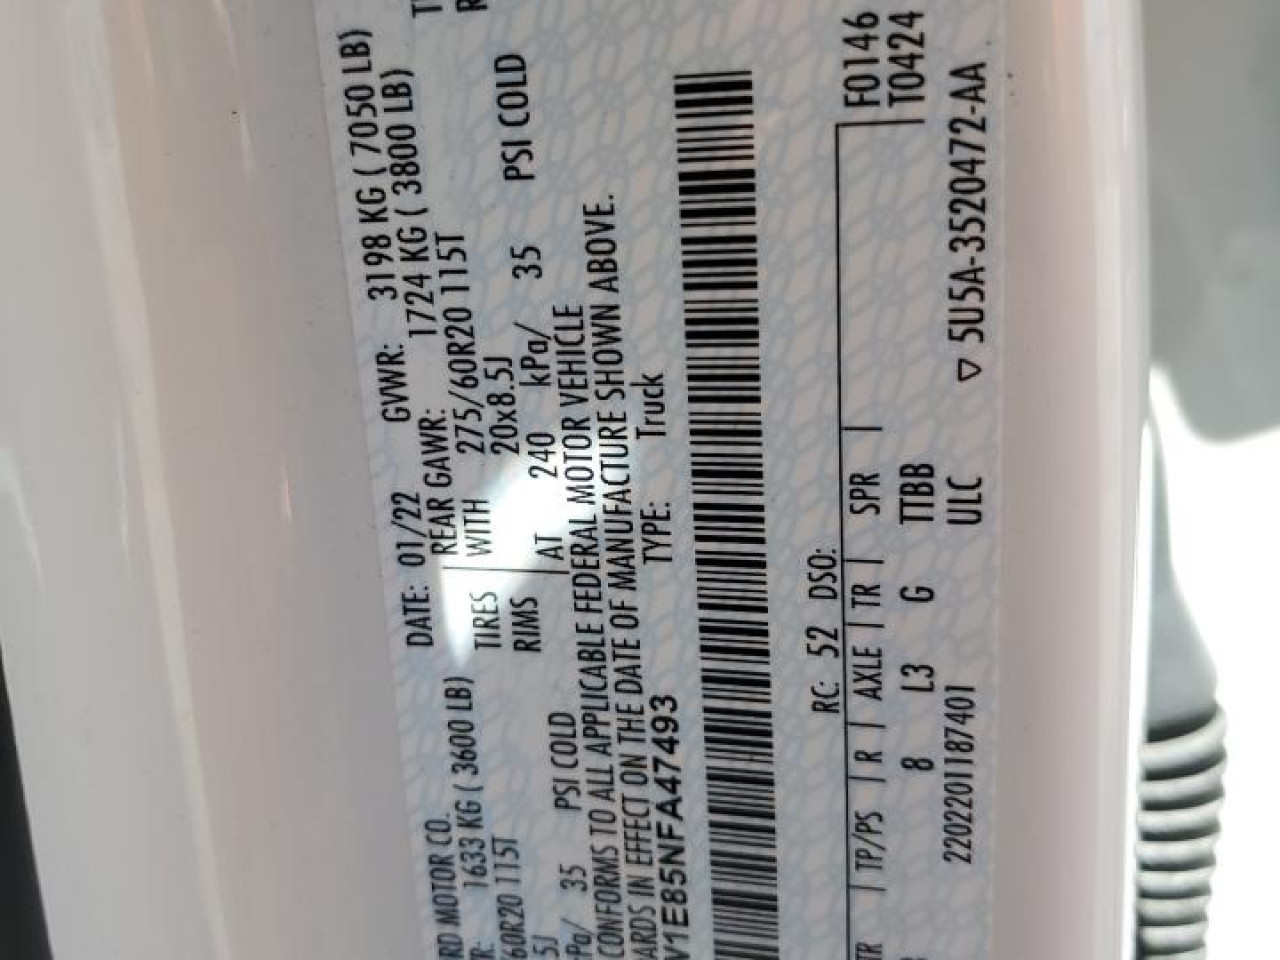 RD MOTOR CO. DATE: 01/22 GVWR: 3198 KG ( 7050 LB)
R: 1633 KG ( 3600 LB) REAR GAWR: 1724 KG ( 3800 LB)
/60R20 115T TIRES WITH 275/60R20 115T
5J RIMS 20x8.5J
Pa/ 35 PSI COLD AT 240 kPa/ 35 PSI COLD
CONFORMS TO ALL APPLICABLE FEDERAL MOTOR VEHICLE
ARDS IN EFFECT ON THE DATE OF MANUFACTURE SHOWN ABOVE.
W1E85NFA47493 TYPE: Truck
F0146
T0424
RC: 52 DSO:
TR TP/PS R AXLE TR SPR
8 L3 G TTBB
2202201187401 ULC ▽ 5U5A-3520472-AA